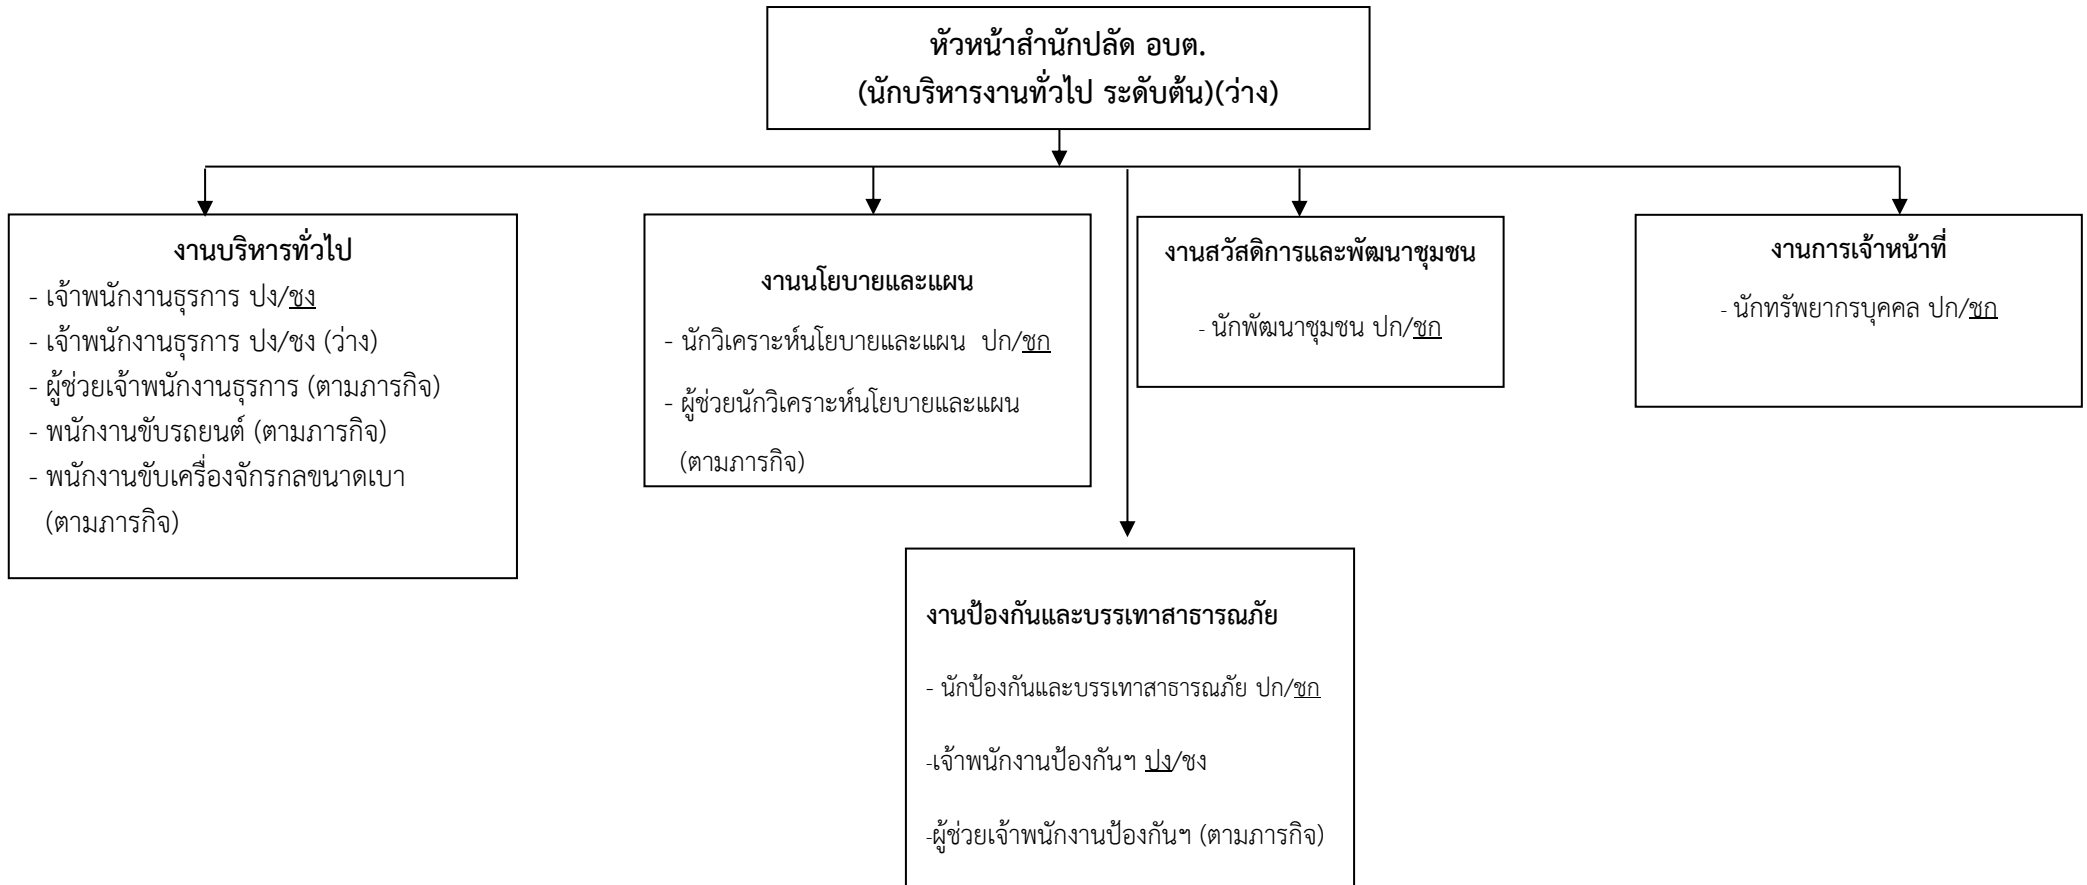 หัวหน้าสำนักปลัด อบต.
(นักบริหารงานทั่วไป ระดับต้น)(ว่าง)
งานบริหารทั่วไป
- เจ้าพนักงานธุรการ ปง/ชง
- เจ้าพนักงานธุรการ ปง/ชง (ว่าง)
- ผู้ช่วยเจ้าพนักงานธุรการ (ตามภารกิจ)
- พนักงานขับรถยนต์ (ตามภารกิจ)
- พนักงานขับเครื่องจักรกลขนาดเบา
(ตามภารกิจ)
งานนโยบายและแผน
- นักวิเคราะห์นโยบายและแผน ปก/ชก
- ผู้ช่วยนักวิเคราะห์นโยบายและแผน
(ตามภารกิจ)
งานสวัสดิการและพัฒนาชุมชน
- นักพัฒนาชุมชน ปก/ชก
งานการเจ้าหน้าที่
- นักทรัพยากรบุคคล ปก/ชก
งานป้องกันและบรรเทาสาธารณภัย
- นักป้องกันและบรรเทาสาธารณภัย ปก/ชก
-เจ้าพนักงานป้องกันฯ ปง/ชง
-ผู้ช่วยเจ้าพนักงานป้องกันฯ (ตามภารกิจ)